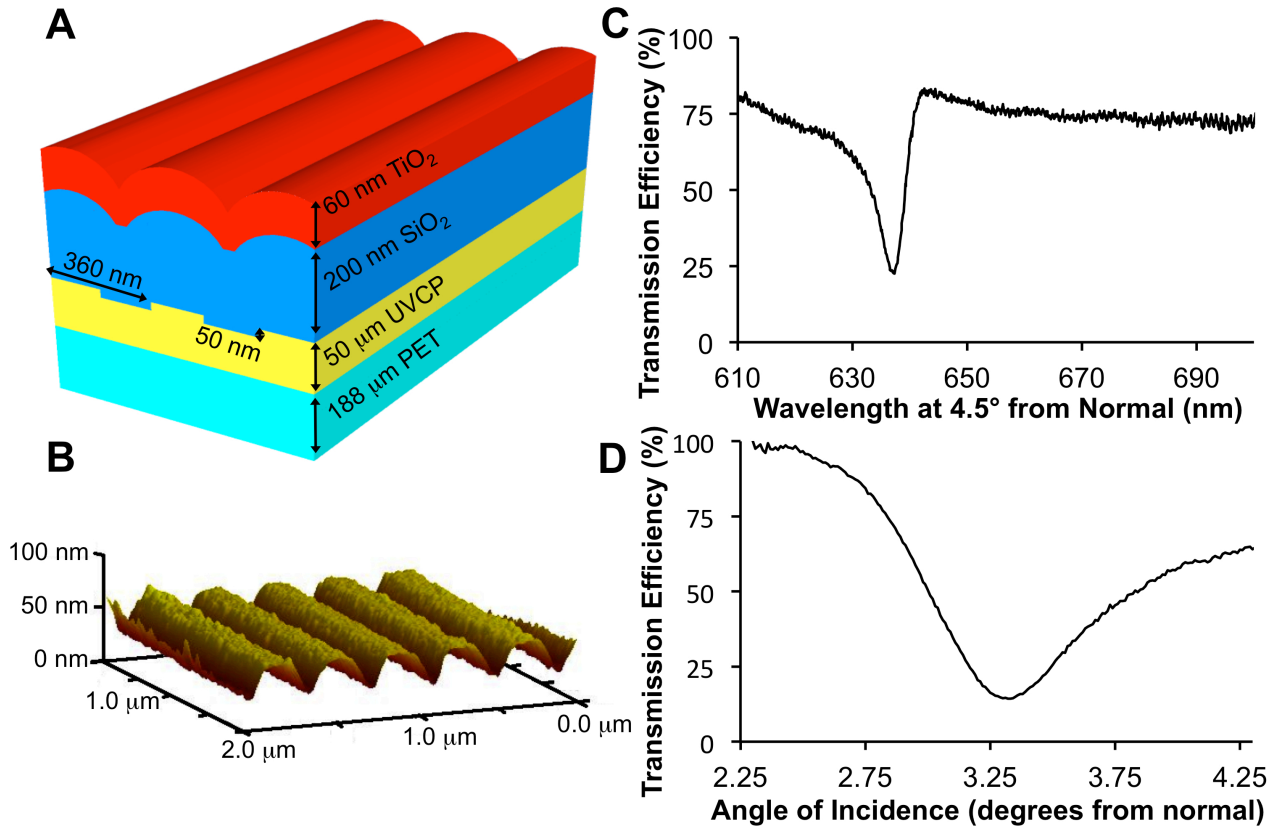 A
60 nm TiO₂
200 nm SiO₂
360 nm
50 nm
50 μm UVCP
188 μm PET
B
100 nm
50 nm
0 nm
1.0 μm
2.0 μm
1.0 μm
0.0 μm
C
Transmission Efficiency (%)
100
75
50
25
0
610 630 650 670 690
Wavelength at 4.5° from Normal (nm)
D
Transmission Efficiency (%)
100
75
50
25
0
2.25 2.75 3.25 3.75 4.25
Angle of Incidence (degrees from normal)